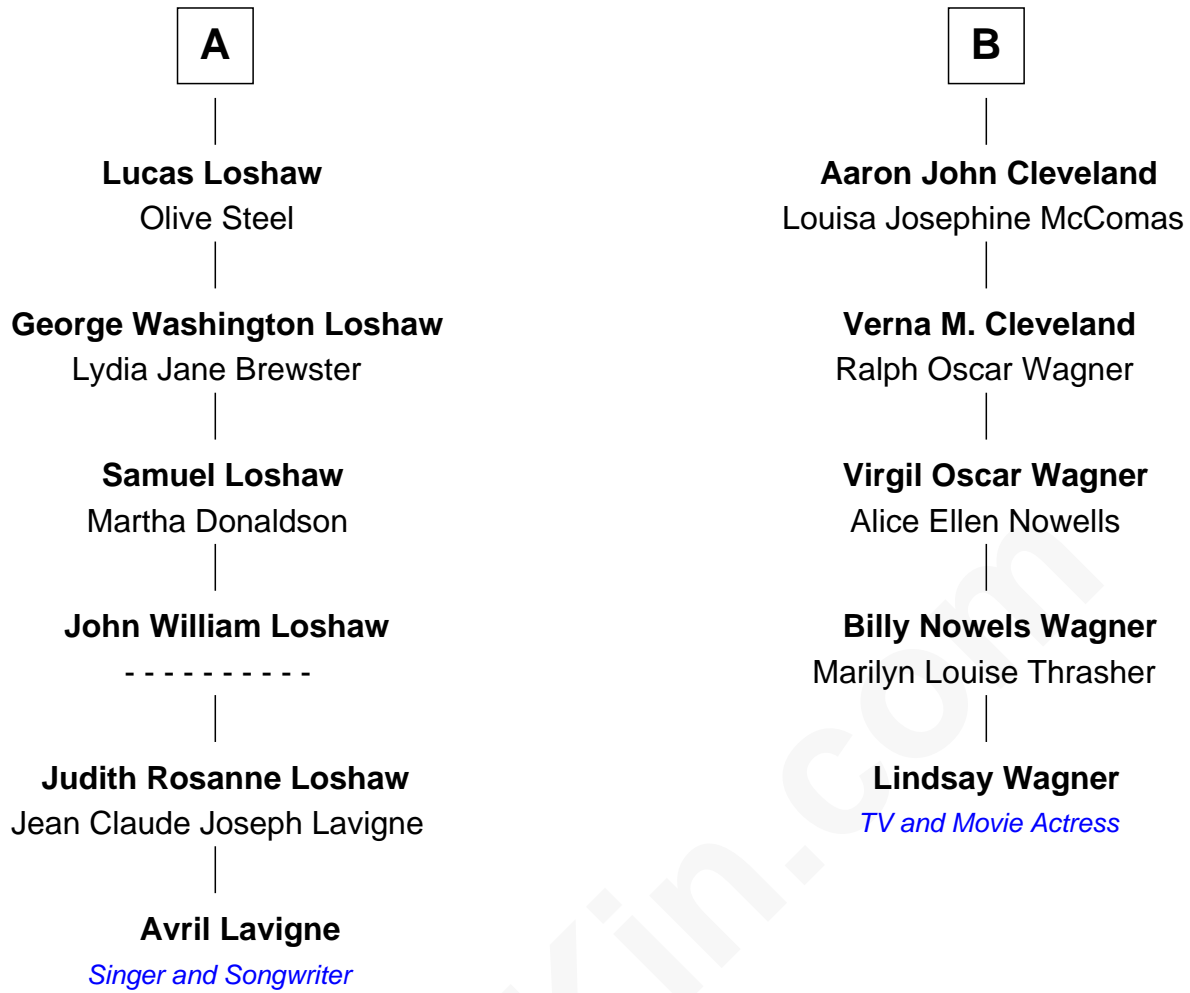 A
Lucas Loshaw
Olive Steel
George Washington Loshaw
Lydia Jane Brewster
Samuel Loshaw
Martha Donaldson
John William Loshaw
- - - - - - - - - -
Judith Rosanne Loshaw
Jean Claude Joseph Lavigne
Avril Lavigne
Singer and Songwriter
B
Aaron John Cleveland
Louisa Josephine McComas
Verna M. Cleveland
Ralph Oscar Wagner
Virgil Oscar Wagner
Alice Ellen Nowells
Billy Nowels Wagner
Marilyn Louise Thrasher
Lindsay Wagner
TV and Movie Actress